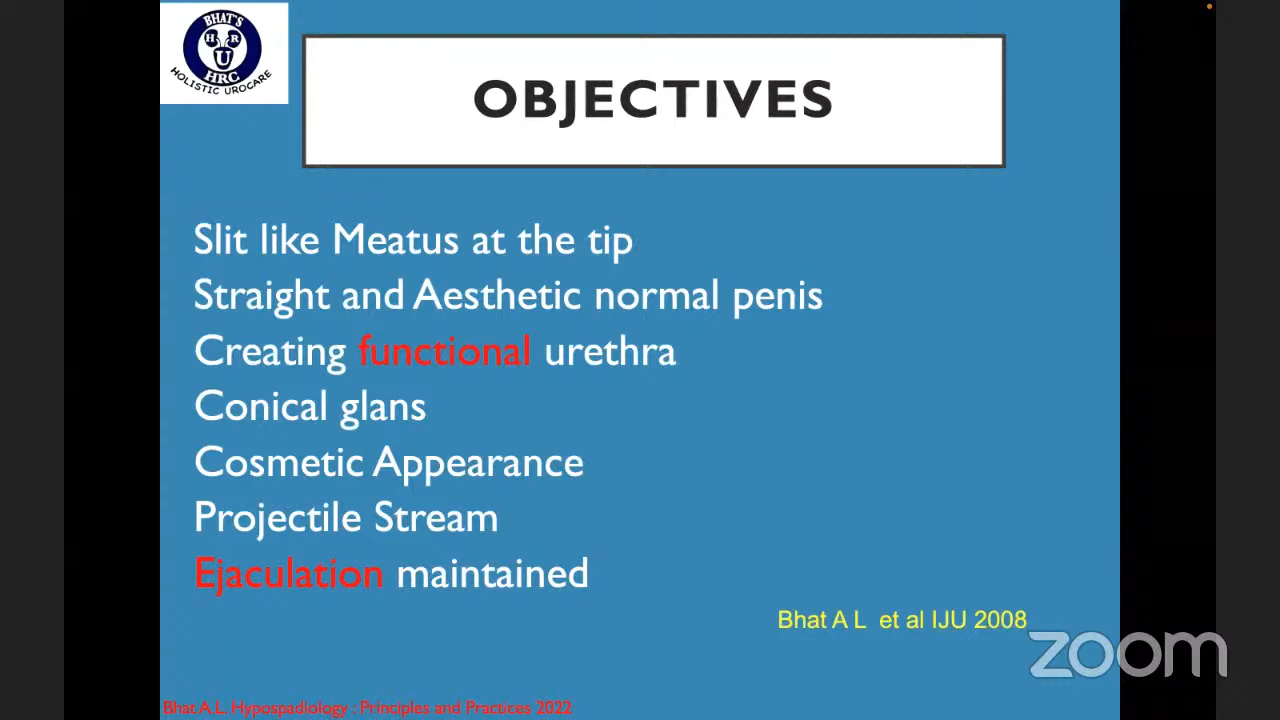 BHAT'S
H R
U
HRC
HOLISTIC UROCARE
OBJECTIVES
Slit like Meatus at the tip
Straight and Aesthetic normal penis
Creating functional urethra
Conical glans
Cosmetic Appearance
Projectile Stream
Ejaculation maintained
Bhat A L et al IJU 2008
zoom
Bhat A.L. Hypospadiology : Principles and Practices 2022